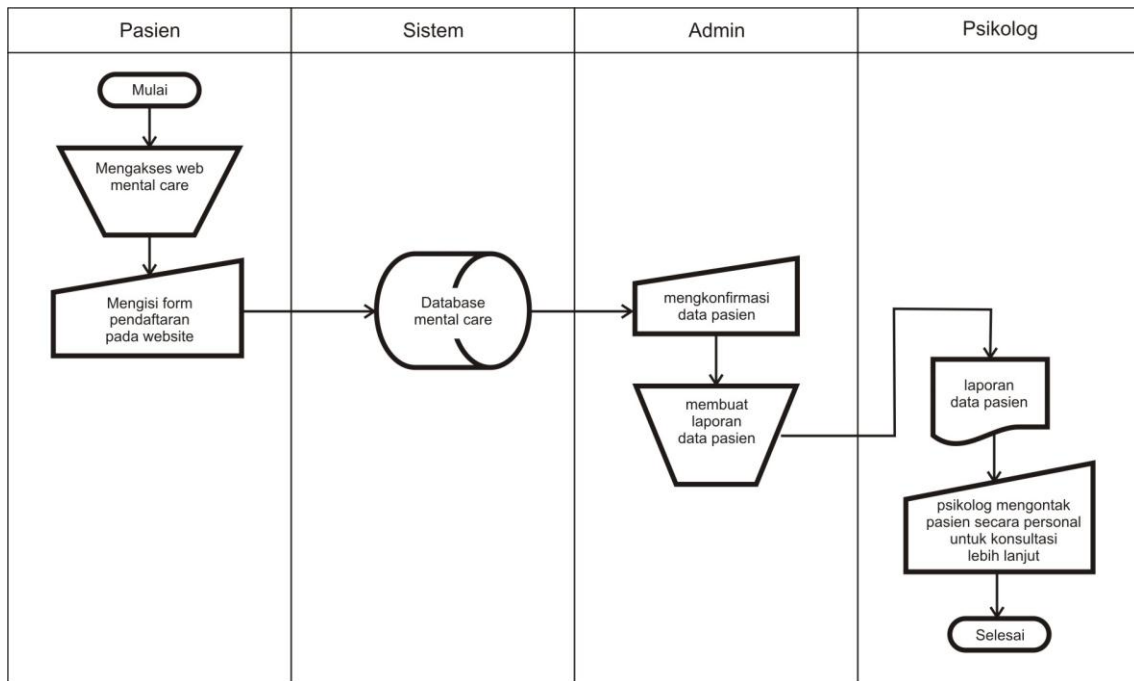 Pasien
Sistem
Admin
Psikolog
Mulai
Mengakses web
mental care
Mengisi form
pendaftaran
pada website
Database
mental care
mengkonfirmasi
data pasien
membuat
laporan
data pasien
laporan
data pasien
psikolog mengontak
pasien secara personal
untuk konsultasi
lebih lanjut
Selesai